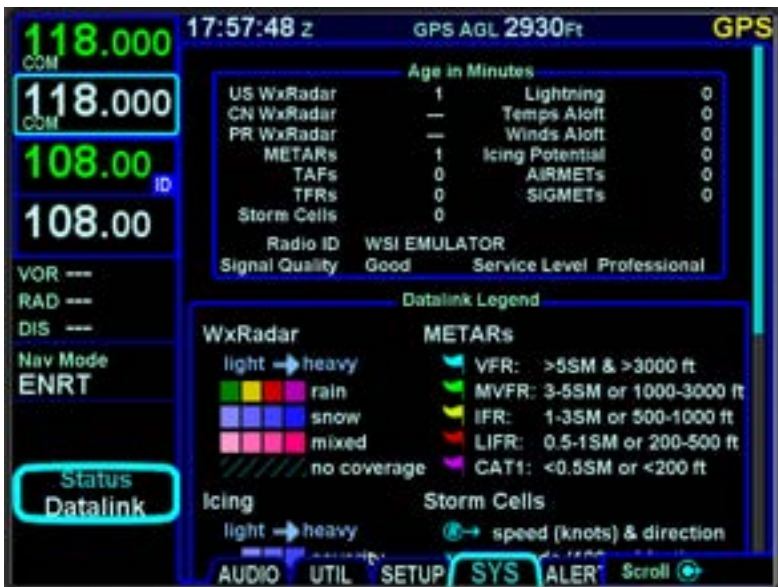 118.000
COM
118.000
COM
108.00
ID
108.00
VOR ---
RAD ---
DIS ---
Nav Mode
ENRT
Status
Datalink
17:57:48 Z GPS AGL 2930Ft GPS
Age in Minutes
US WxRadar 1 Lightning 0
CN WxRadar --- Temps Aloft 0
PR WxRadar --- Winds Aloft 0
METARs 1 Icing Potential 0
TAFs 0 AIRMETs 0
TFRs 0 SIGMETs 0
Storm Cells 0
Radio ID WSI EMULATOR
Signal Quality Good Service Level Professional
Datalink Legend
WxRadar METARs
light heavy VFR: >5SM & >3000 ft
rain MVFR: 3-5SM or 1000-3000 ft
snow IFR: 1-3SM or 500-1000 ft
mixed LIFR: 0.5-1SM or 200-500 ft
no coverage CAT1: <0.5SM or <200 ft
Icing Storm Cells
light heavy speed (knots) & direction
AUDIO UTIL SETUP SYS ALERT Scroll